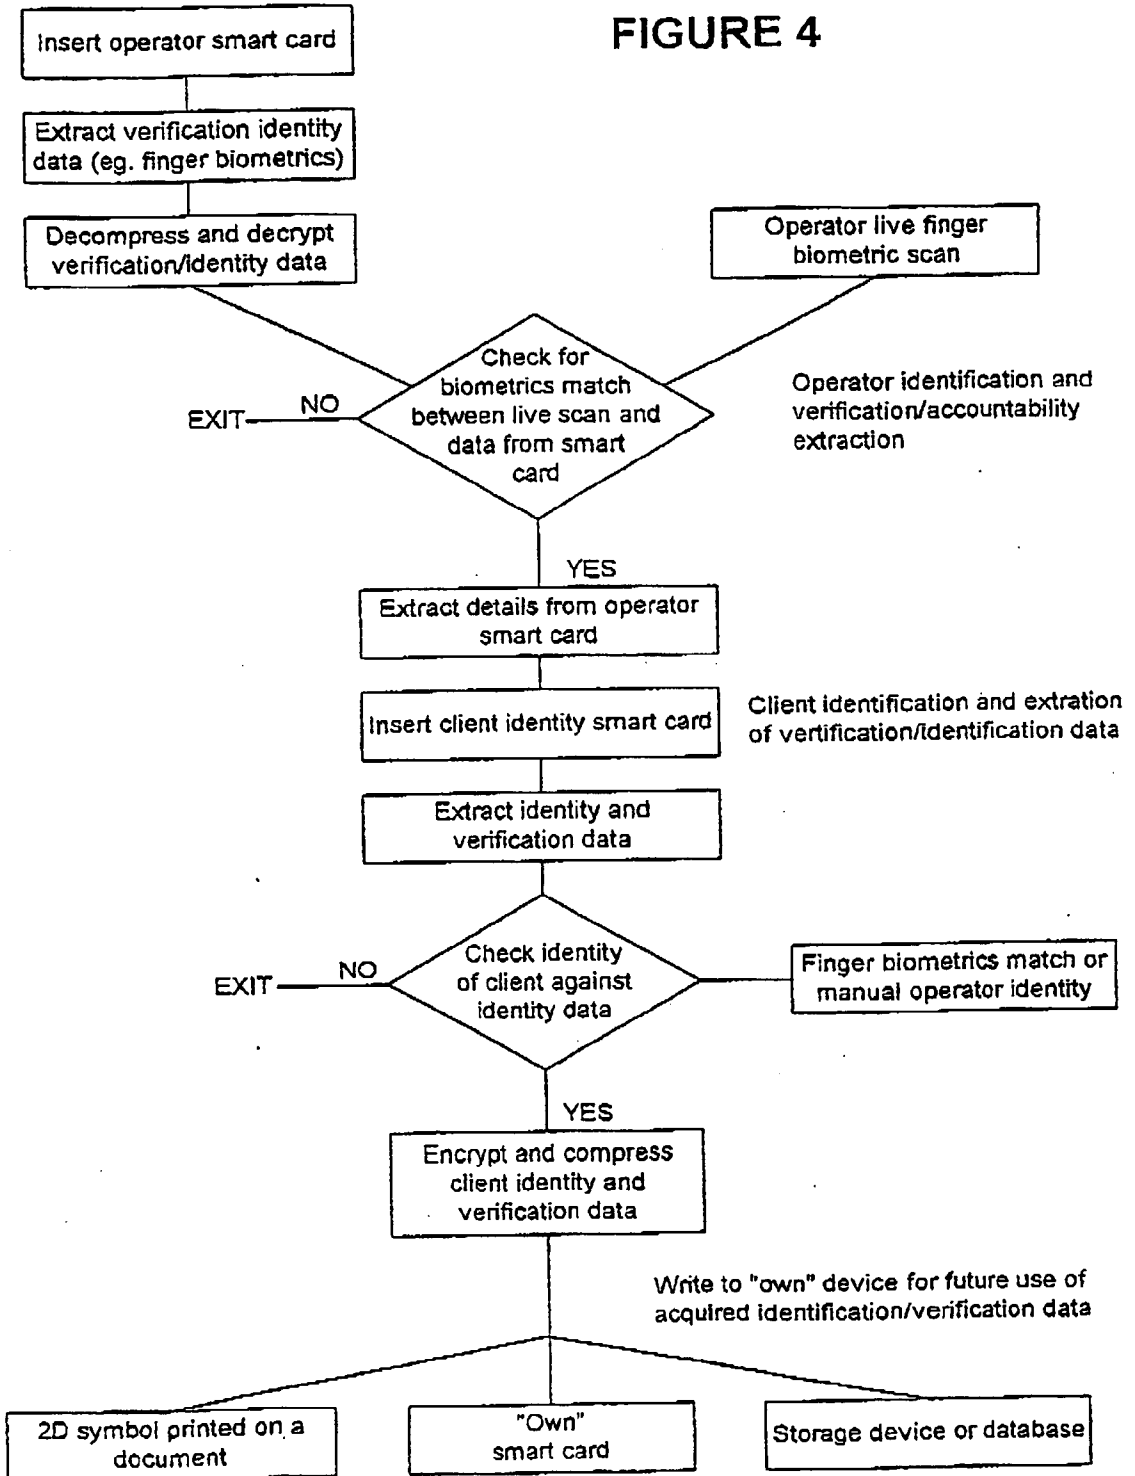 FIGURE 4
Insert operator smart card
Extract verification identity
data (eg. finger biometrics)
Decompress and decrypt
verification/identity data
Operator live finger
biometric scan
Check for
biometrics match
between live scan and
data from smart
card
EXIT
NO
Operator identification and
verification/accountability
extraction
YES
Extract details from operator
smart card
Insert client identity smart card
Client identification and extration
of vertification/identification data
Extract identity and
verification data
Check identity
of client against
identity data
EXIT
NO
Finger biometrics match or
manual operator identity
YES
Encrypt and compress
client identity and
verification data
Write to "own" device for future use of
acquired identification/verification data
2D symbol printed on a
document
"Own"
smart card
Storage device or database